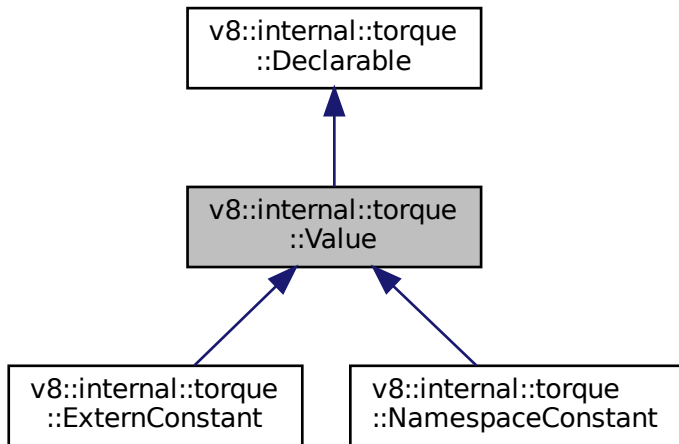 v8::internal::torque
::Declarable
v8::internal::torque
::Value
v8::internal::torque
::ExternConstant
v8::internal::torque
::NamespaceConstant